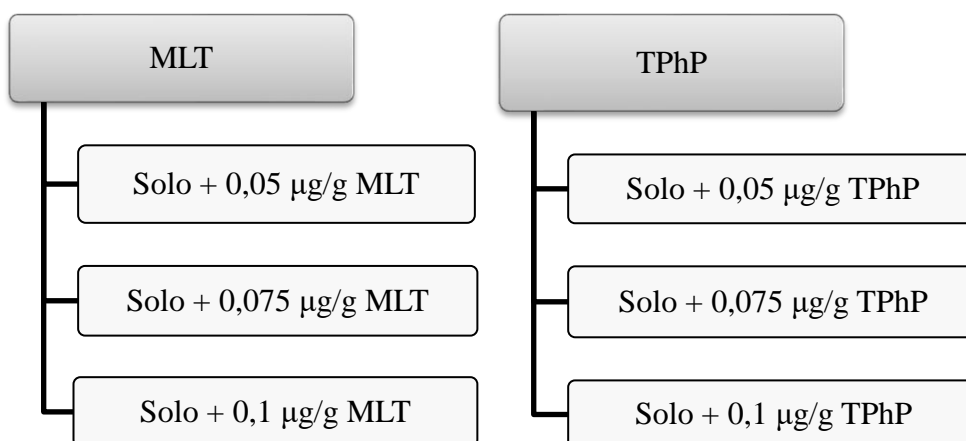 MLT
Solo + 0,05 μg/g MLT
Solo + 0,075 μg/g MLT
Solo + 0,1 μg/g MLT
TPhP
Solo + 0,05 μg/g TPhP
Solo + 0,075 μg/g TPhP
Solo + 0,1 μg/g TPhP